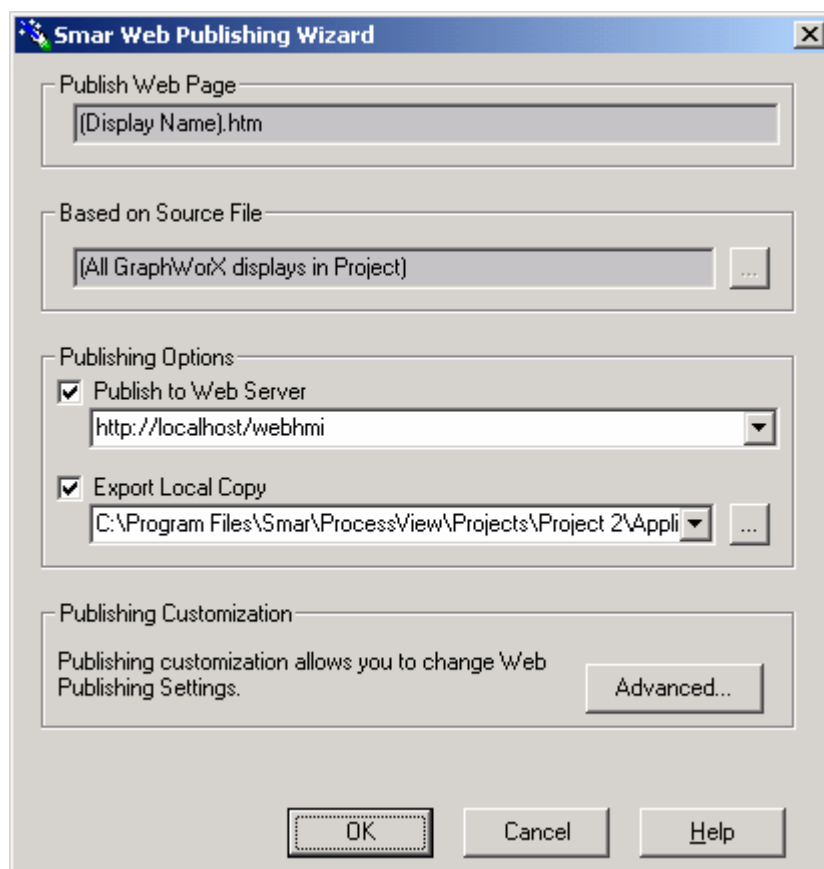 Smar Web Publishing Wizard
Publish Web Page
(Display Name).htm
Based on Source File
(All GraphWorX displays in Project)
...
Publishing Options
Publish to Web Server
http://localhost/webhmi
Export Local Copy
C:\Program Files\Smar\ProcessView\Projects\Project 2\Appli
...
Publishing Customization
Publishing customization allows you to change Web
Publishing Settings.
Advanced...
OK
Cancel
Help